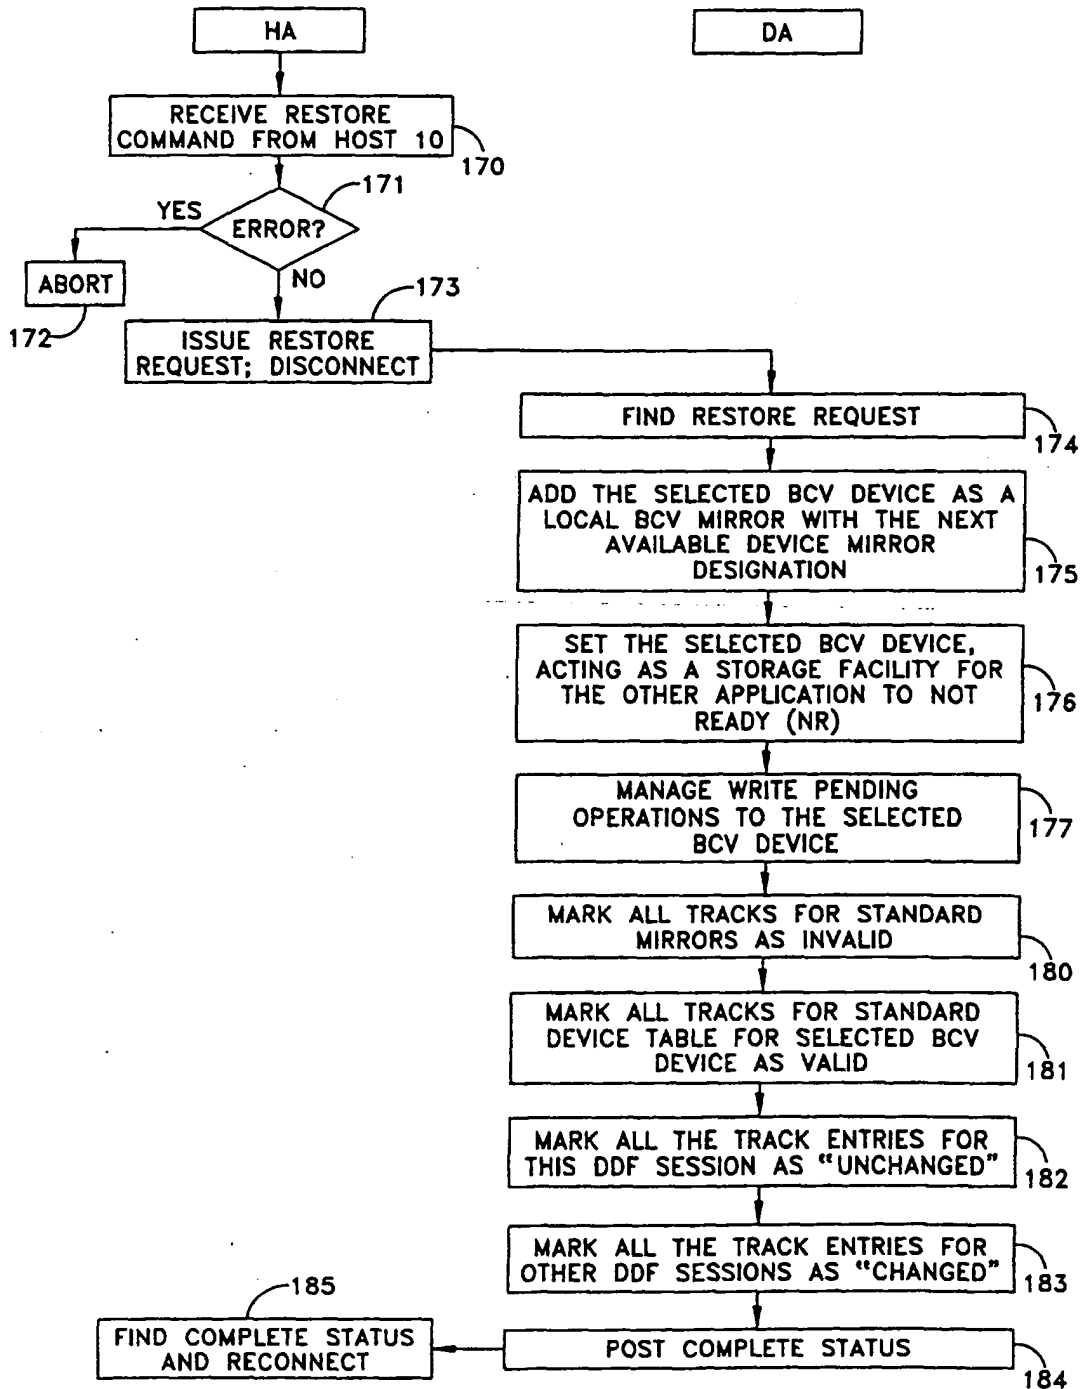 HA
DA
RECEIVE RESTORE
COMMAND FROM HOST 10
170
171
YES
ERROR?
NO
ABORT
172
173
ISSUE RESTORE
REQUEST; DISCONNECT
FIND RESTORE REQUEST
174
ADD THE SELECTED BCV DEVICE AS A
LOCAL BCV MIRROR WITH THE NEXT
AVAILABLE DEVICE MIRROR
DESIGNATION
175
SET THE SELECTED BCV DEVICE,
ACTING AS A STORAGE FACILITY FOR
THE OTHER APPLICATION TO NOT
READY (NR)
176
MANAGE WRITE PENDING
OPERATIONS TO THE SELECTED
BCV DEVICE
177
MARK ALL TRACKS FOR STANDARD
MIRRORS AS INVALID
180
MARK ALL TRACKS FOR STANDARD
DEVICE TABLE FOR SELECTED BCV
DEVICE AS VALID
181
MARK ALL THE TRACK ENTRIES FOR
THIS DDF SESSION AS “UNCHANGED”
182
MARK ALL THE TRACK ENTRIES FOR
OTHER DDF SESSIONS AS “CHANGED”
183
185
FIND COMPLETE STATUS
AND RECONNECT
POST COMPLETE STATUS
184